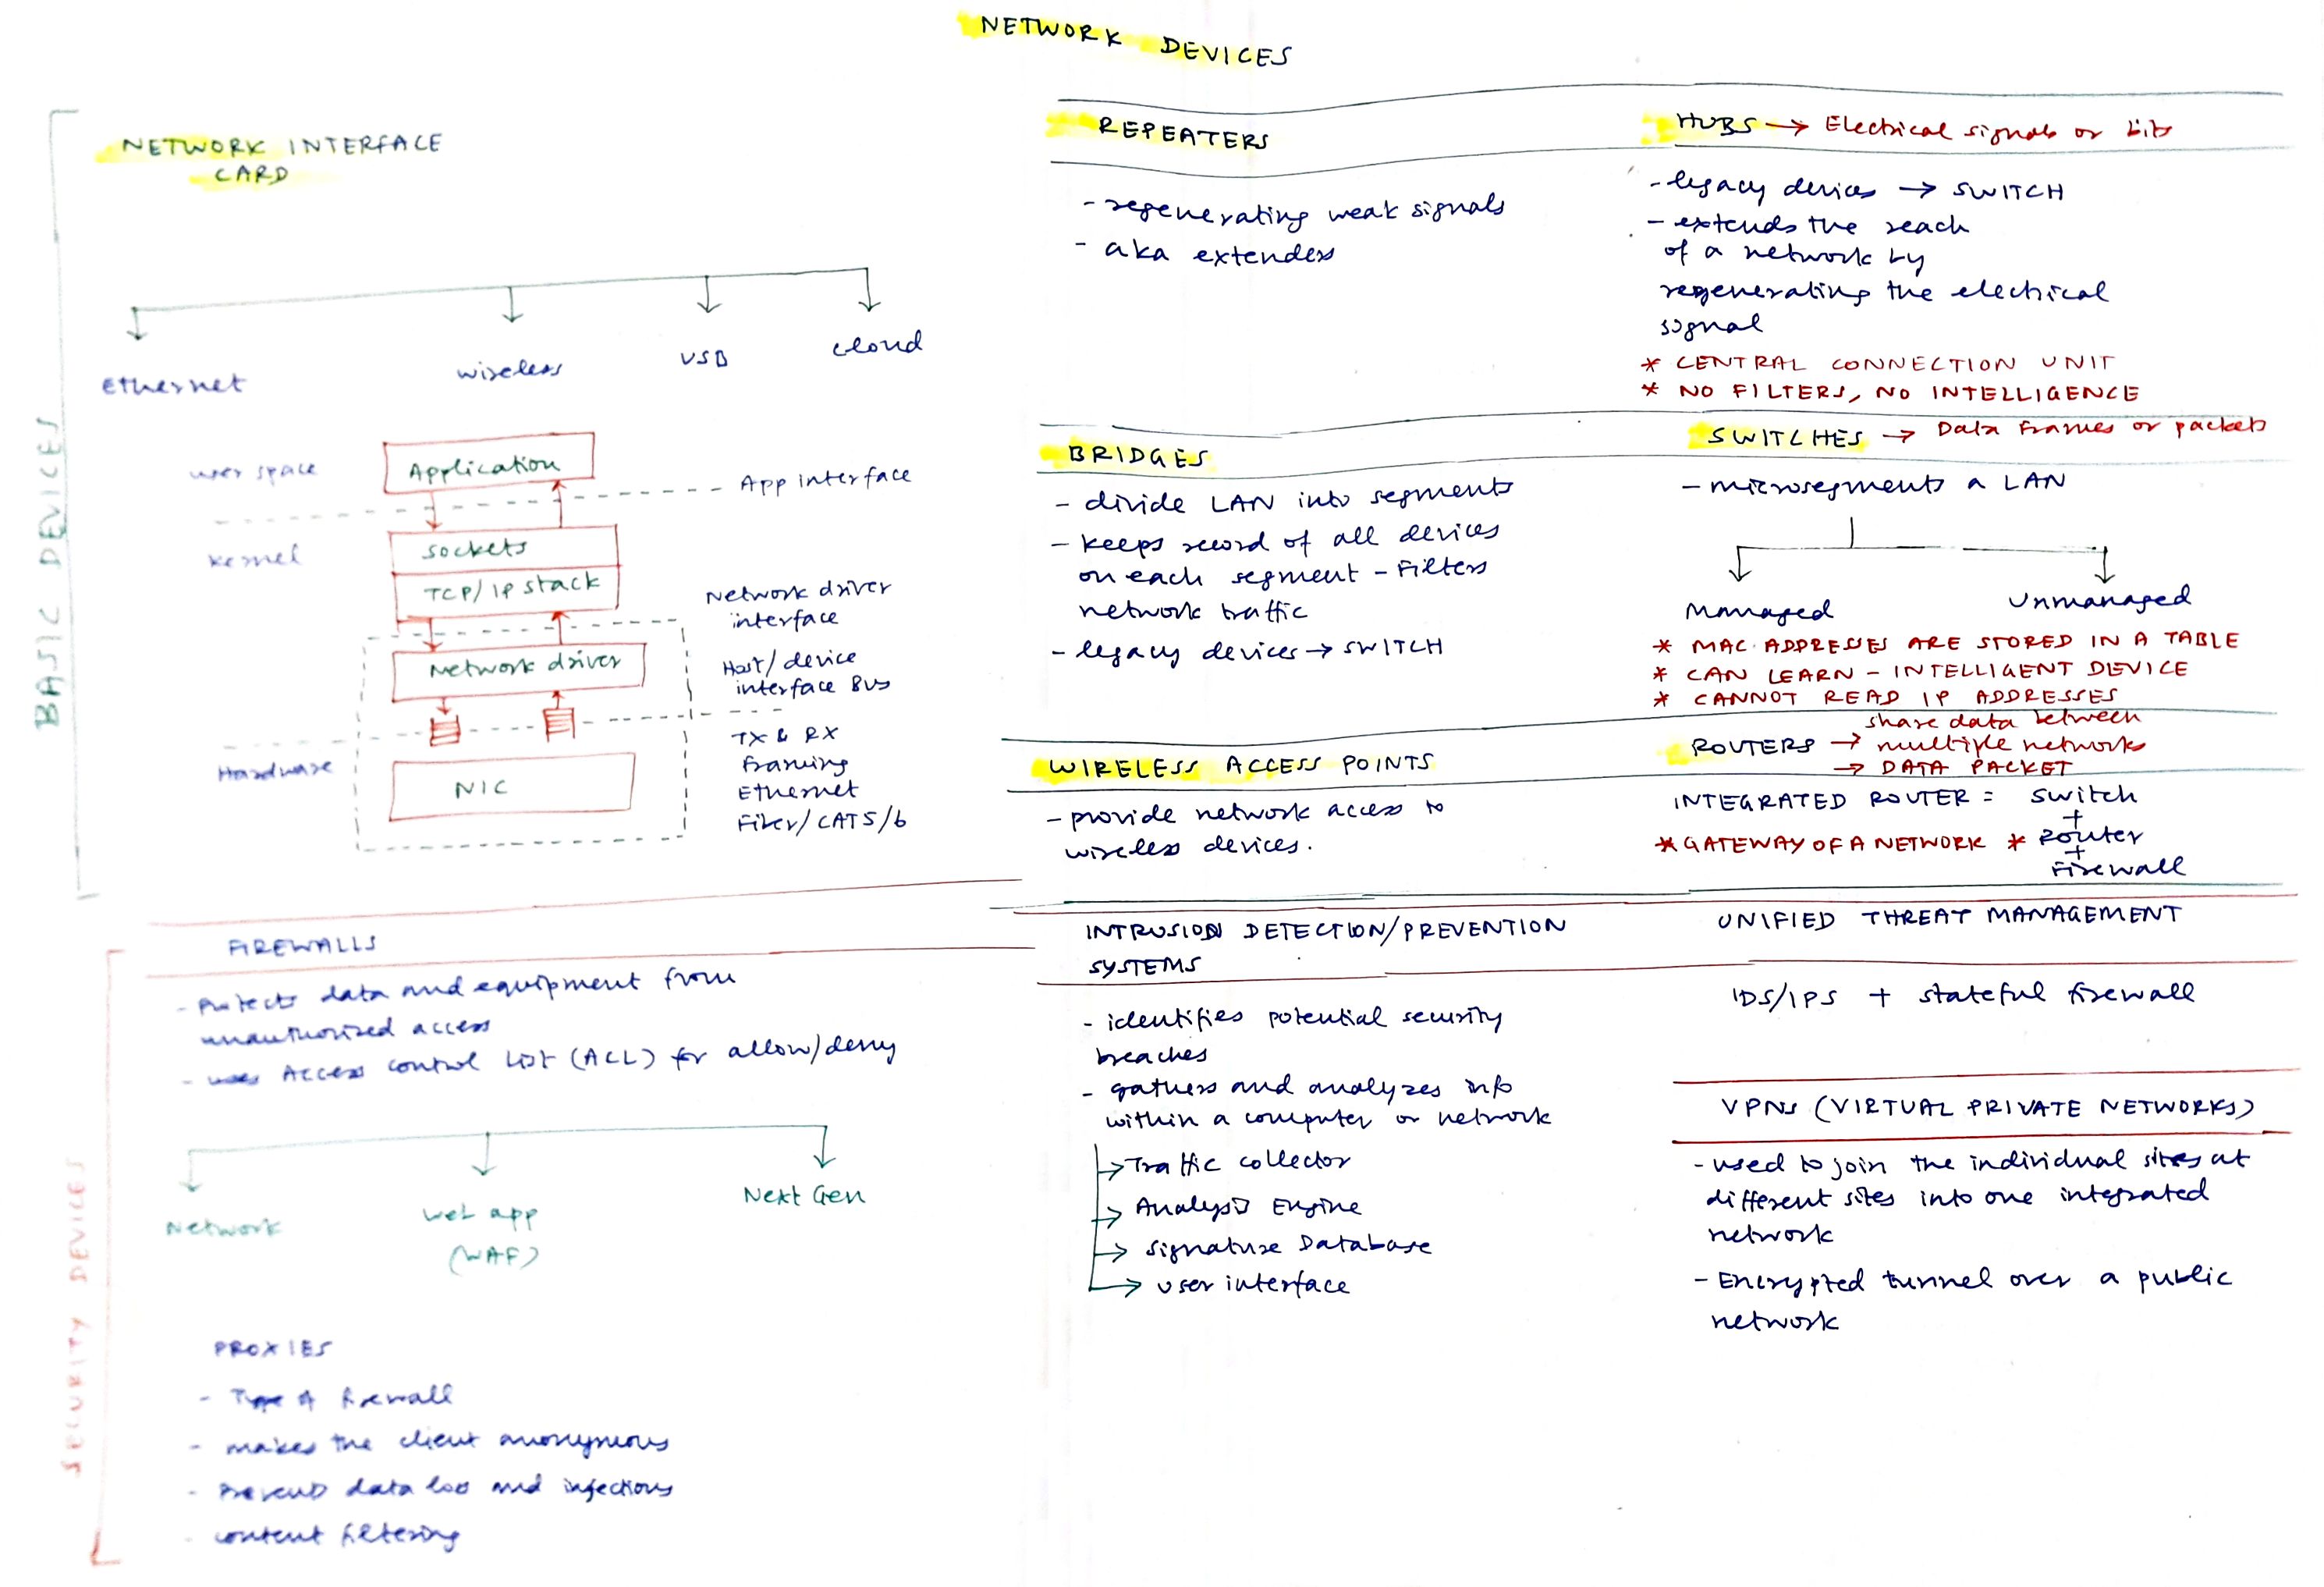 NETWORK DEVICES
BASIC DEVICES
NETWORK INTERFACE
CARD
Ethernet
wireless
USB
cloud
user space
Application
App interface
kernel
sockets
TCP/IP stack
Network driver
interface
Network driver
Host/device
interface Bus
Hardware
NIC
TX & RX
Framing
Ethernet
Fiber/CAT5/6
REPEATERS
- regenerating weak signals
- aka extenders
HUBS → Electrical signals or bits
- legacy devices → SWITCH
- extends the reach
of a network by
regenerating the electrical
signal
* CENTRAL CONNECTION UNIT
* NO FILTERS, NO INTELLIGENCE
BRIDGES
- divide LAN into segments
- keeps record of all devices
on each segment - Filters
network traffic
- legacy devices → SWITCH
SWITCHES → Data frames or packets
- microsegments a LAN
Managed
Unmanaged
* MAC ADDRESSES ARE STORED IN A TABLE
* CAN LEARN - INTELLIGENT DEVICE
* CANNOT READ IP ADDRESSES
WIRELESS ACCESS POINTS
- provide network access to
wireless devices.
ROUTERS → share data between
multiple network
→ DATA PACKET
INTEGRATED ROUTER = switch
+
*GATEWAY OF A NETWORK * Router
+
Firewall
SECURITY DEVICES
FIREWALLS
- Protects data and equipment from
unauthorized access
- uses Access control List (ACL) for allow/deny
Network
web app
(WAF)
Next Gen
PROXIES
- Type of firewall
- makes the client anonymous
- Prevents data loss and infections
- content filtering
INTRUSION DETECTION/PREVENTION
SYSTEMS
- identifies potential security
breaches
- gathers and analyzes info
within a computer or network
→ Traffic collector
→ Analysis Engine
→ Signature Database
→ user interface
UNIFIED THREAT MANAGEMENT
IDS/IPS + stateful firewall
VPNS (VIRTUAL PRIVATE NETWORKS)
- used to join the individual sites at
different sites into one integrated
network
- Encrypted tunnel over a public
network